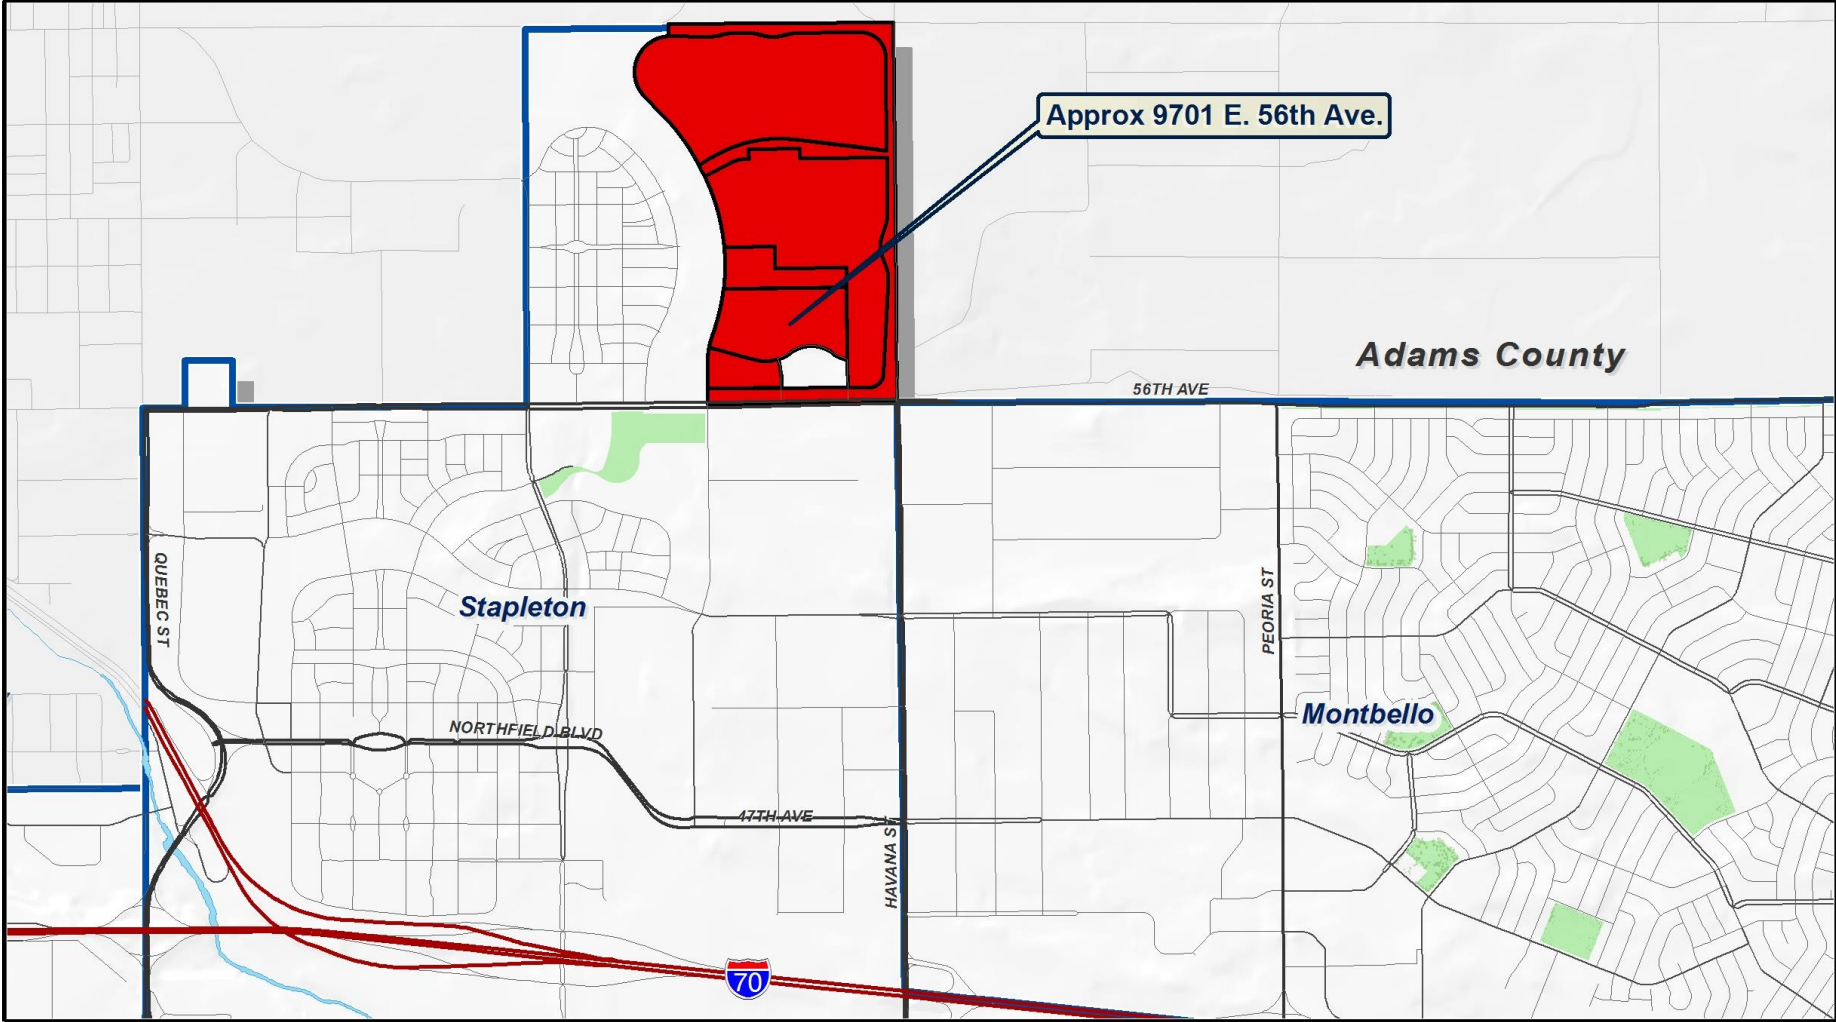 Approx 9701 E. 56th Ave.
Adams County
56TH AVE
QUEBEC ST
Stapleton
PEORIA ST
Montbello
NORTHFIELD BLVD
47TH AVE
HAVANA ST
70